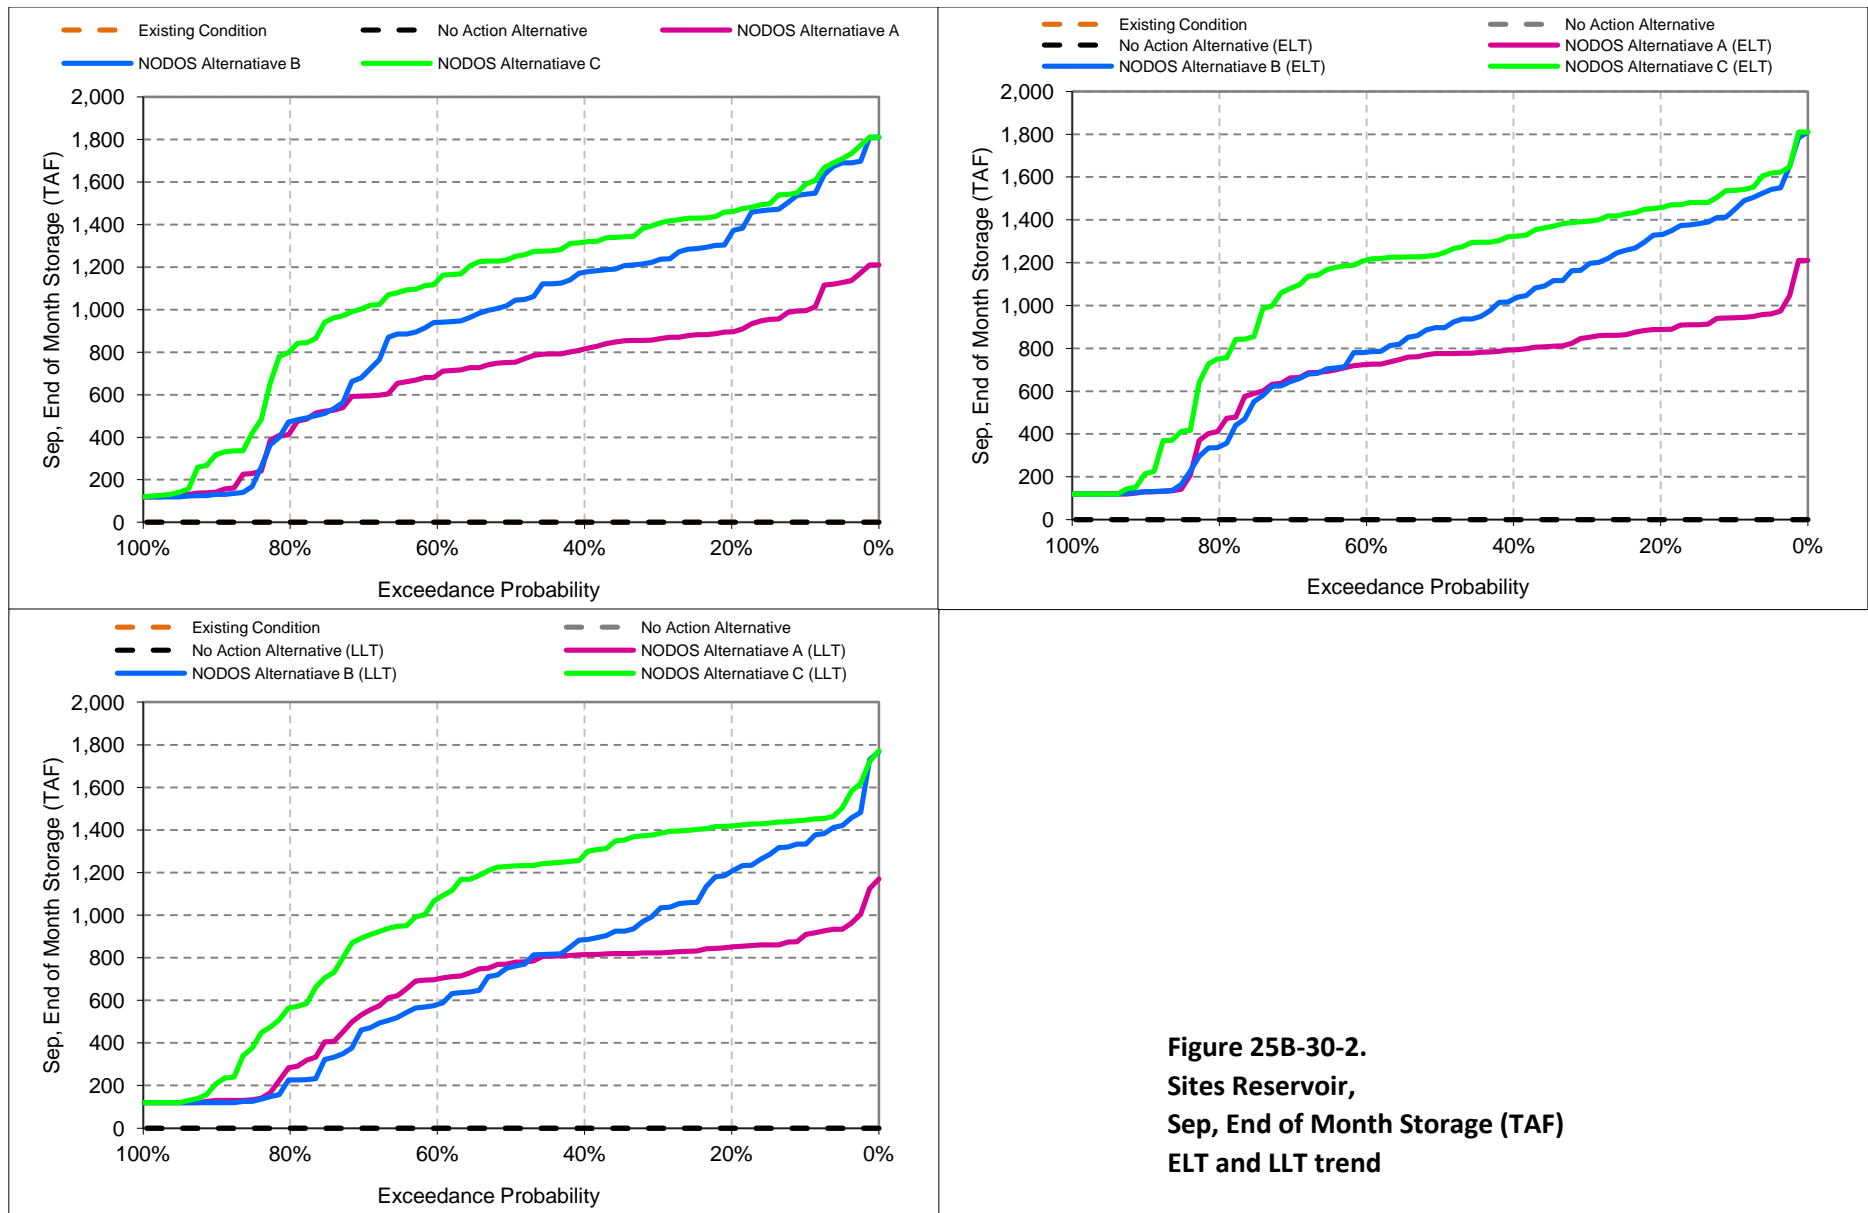 Existing Condition No Action Alternative NODOS Alternatiave A
NODOS Alternatiave B NODOS Alternatiave C
2,000
1,800
1,600
1,400
1,200
1,000
800
600
400
200
0
Sep, End of Month Storage (TAF)
100% 80% 60% 40% 20% 0%
Exceedance Probability
Existing Condition No Action Alternative
No Action Alternative (ELT) NODOS Alternatiave A (ELT)
NODOS Alternatiave B (ELT) NODOS Alternatiave C (ELT)
2,000
1,800
1,600
1,400
1,200
1,000
800
600
400
200
0
Sep, End of Month Storage (TAF)
100% 80% 60% 40% 20% 0%
Exceedance Probability
Existing Condition No Action Alternative
No Action Alternative (LLT) NODOS Alternatiave A (LLT)
NODOS Alternatiave B (LLT) NODOS Alternatiave C (LLT)
2,000
1,800
1,600
1,400
1,200
1,000
800
600
400
200
0
Sep, End of Month Storage (TAF)
100% 80% 60% 40% 20% 0%
Exceedance Probability
Figure 25B-30-2.
Sites Reservoir,
Sep, End of Month Storage (TAF)
ELT and LLT trend